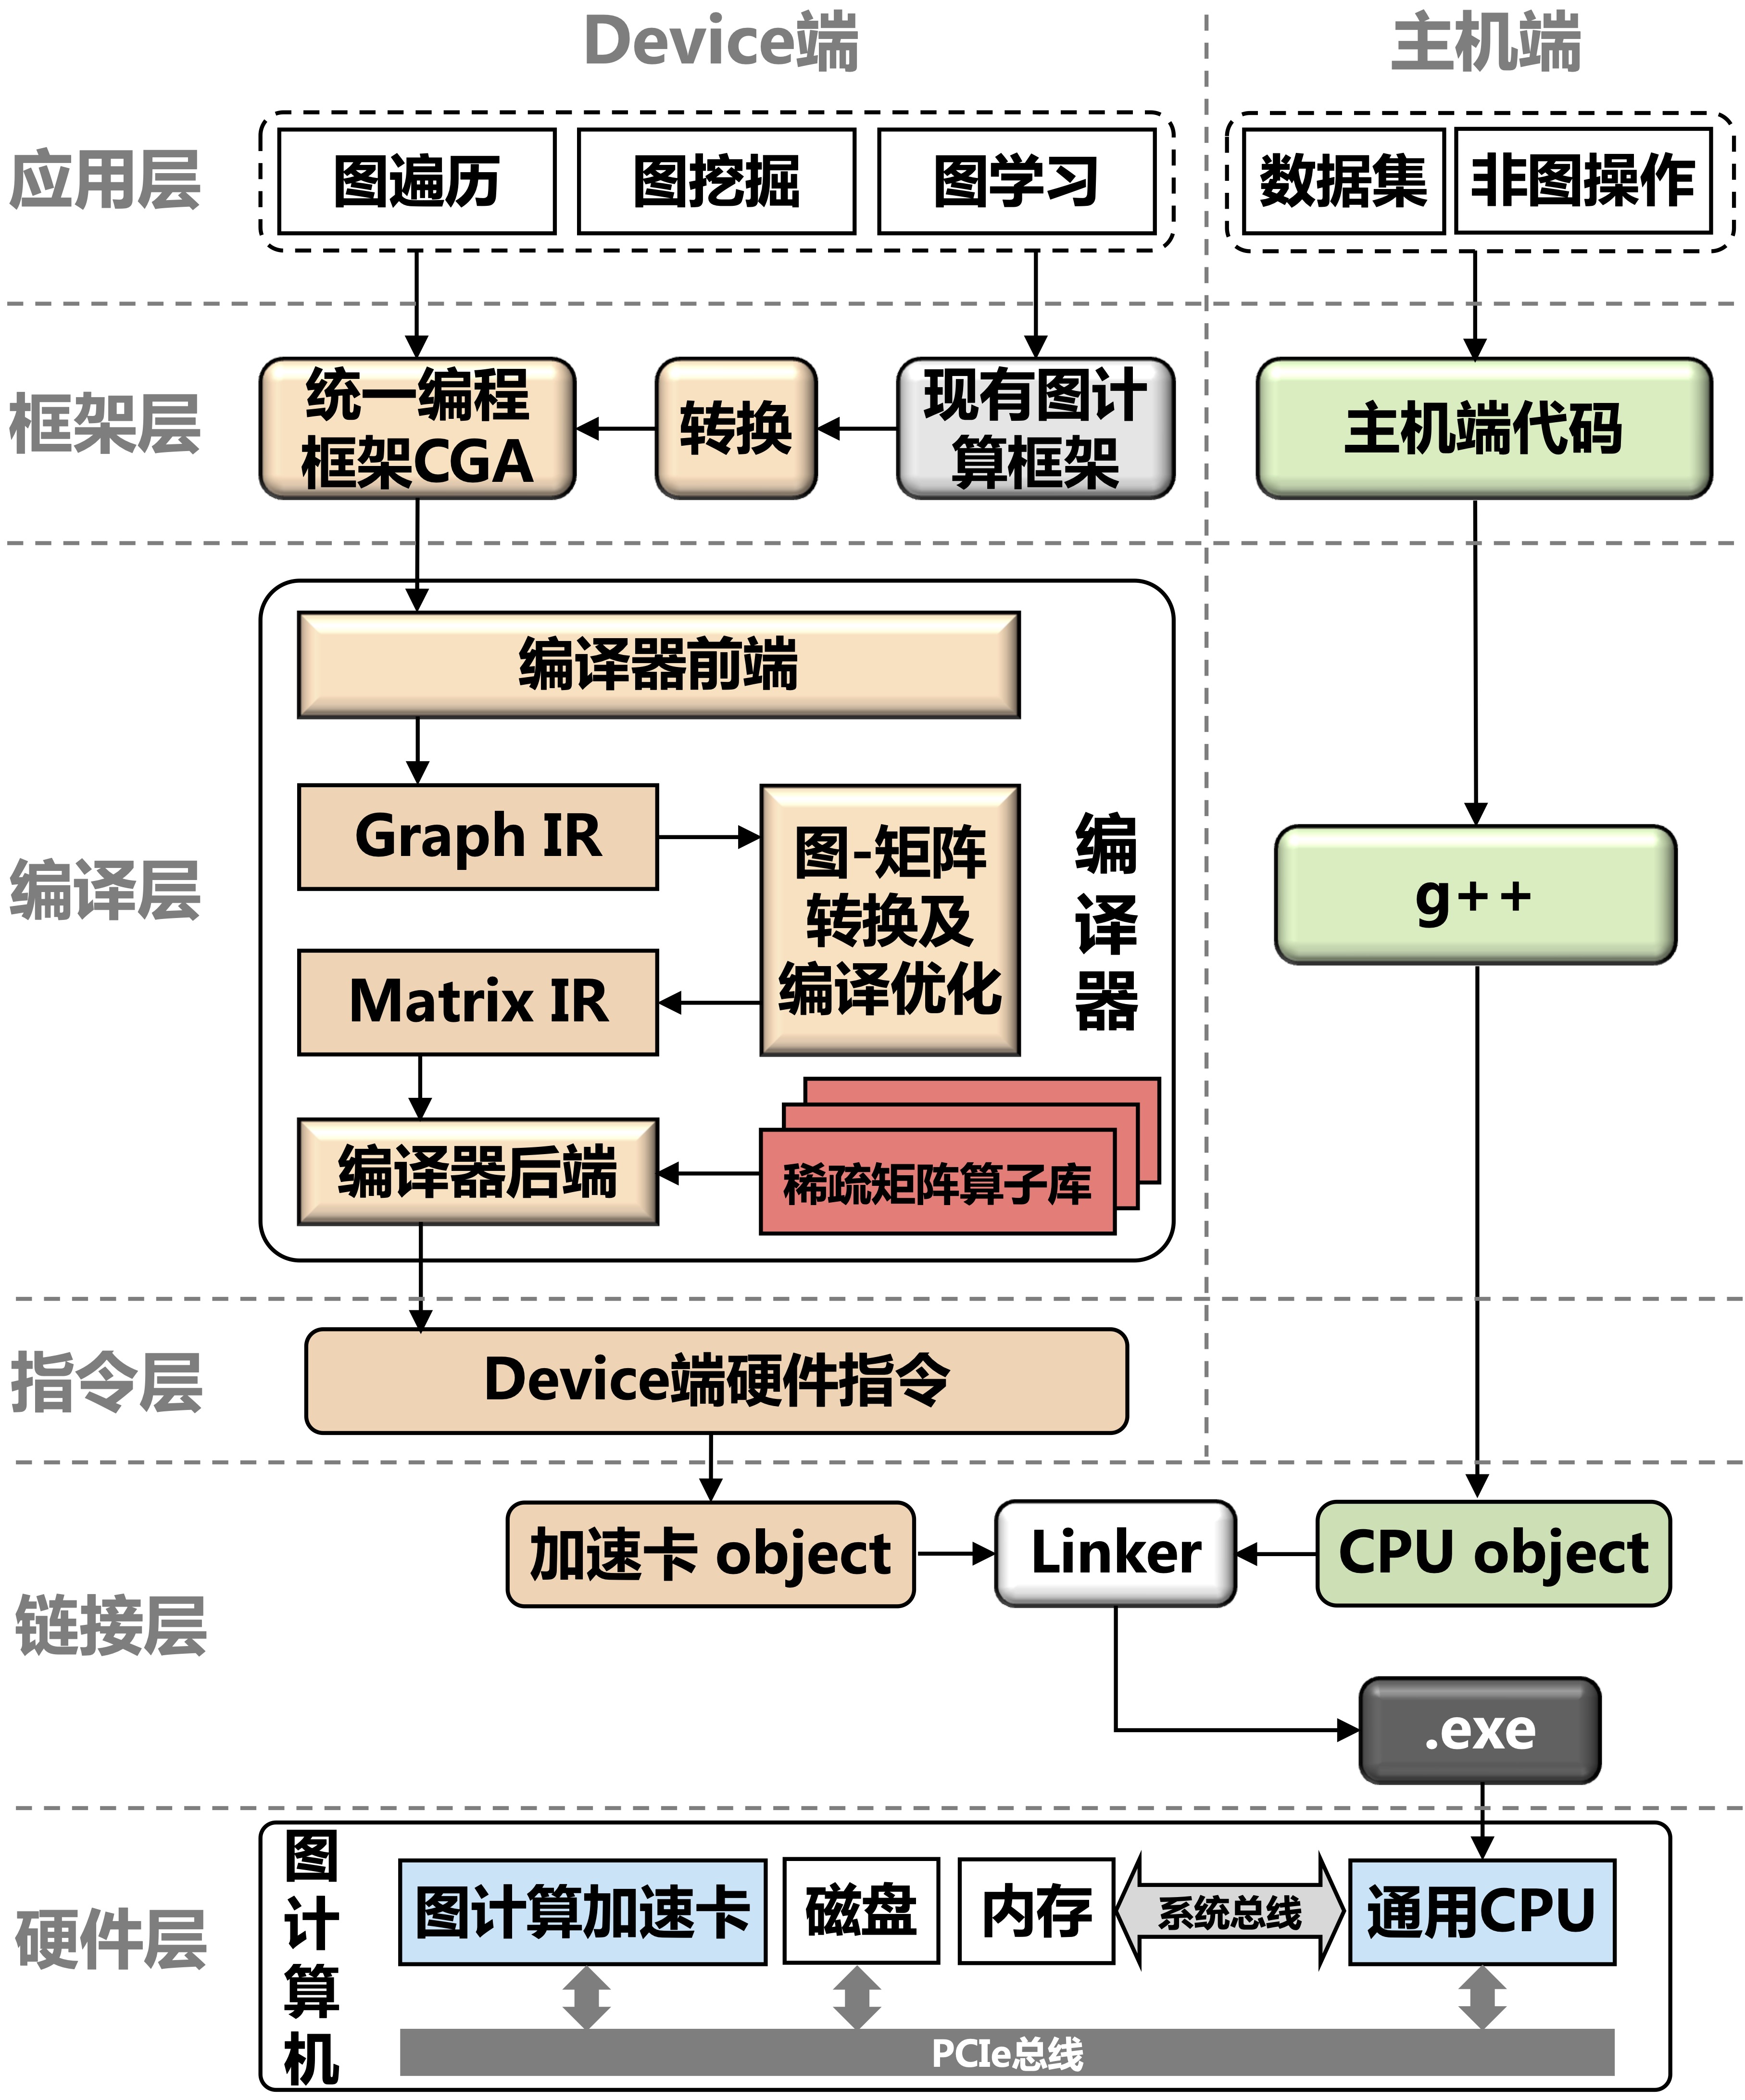 Device端
主机端
应用层
图遍历
图挖掘
图学习
数据集
非图操作
框架层
统一编程
框架CGA
转换
现有图计
算框架
主机端代码
编译层
编译器前端
Graph IR
图-矩阵
转换及
编译优化
Matrix IR
编
译
器
编译器后端
稀疏矩阵算子库
g++
指令层
Device端硬件指令
链接层
加速卡 object
Linker
CPU object
.exe
硬件层
图
计
算
机
图计算加速卡
磁盘
内存
系统总线
通用CPU
PCIe总线